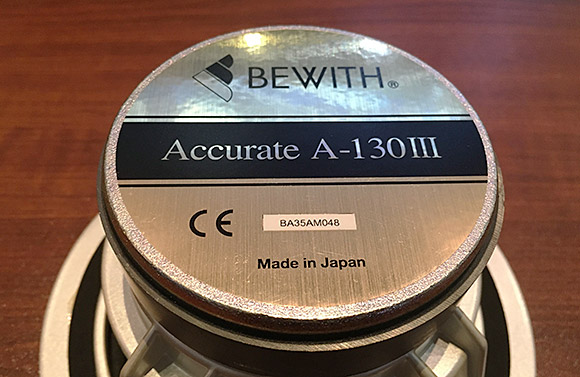 BEWITH®
Accurate A-130III
CE BA35AM048
Made in Japan